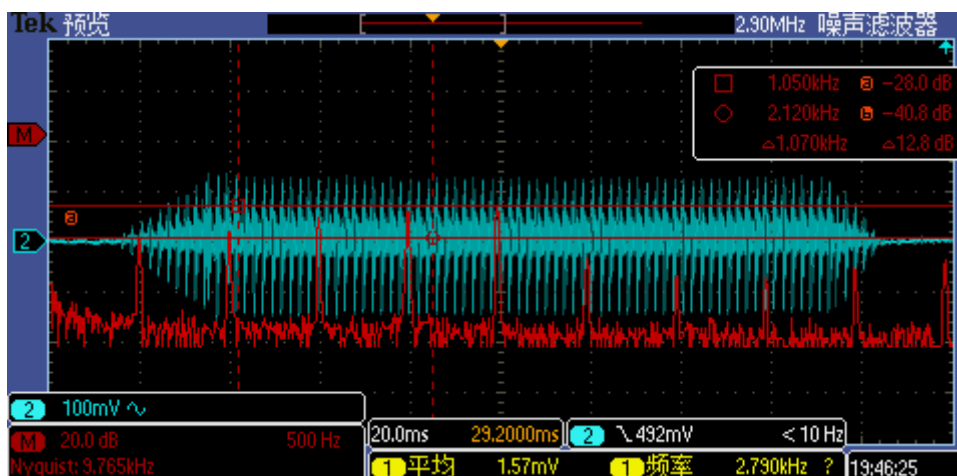 Tek 预览 2.90MHz 噪声滤波器
1.050kHz a -28.0 dB
2.120kHz b -40.8 dB
△1.070kHz △12.8 dB
M
a
2
2 100mV
M 20.0 dB 500 Hz
Nyquist: 9.765kHz
20.0ms 29.2000ms
2 492mV < 10 Hz
1 平均 1.57mV 1 频率 2.790kHz ?
19:46:25